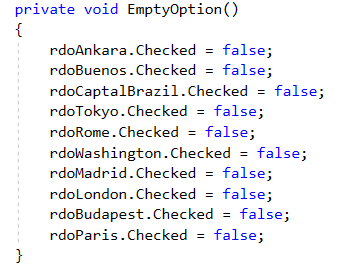 private void EmptyOption()
{
rdoAnkara.Checked = false;
rdoBuenos.Checked = false;
rdoCaptalBrazil.Checked = false;
rdoTokyo.Checked = false;
rdoRome.Checked = false;
rdoWashington.Checked = false;
rdoMadrid.Checked = false;
rdoLondon.Checked = false;
rdoBudapest.Checked = false;
rdoParis.Checked = false;
}